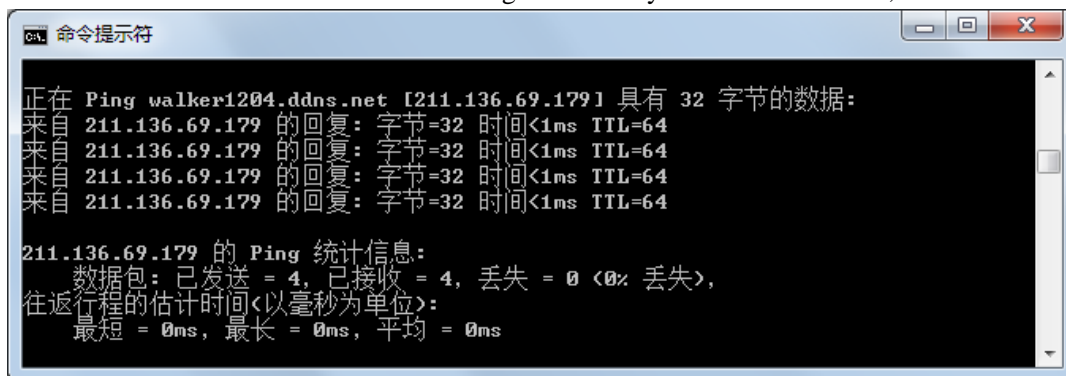 命令提示符
正在 Ping walker1204.ddns.net [211.136.69.179] 具有 32 字节的数据:
来自 211.136.69.179 的回复: 字节=32 时间<1ms TTL=64
来自 211.136.69.179 的回复: 字节=32 时间<1ms TTL=64
来自 211.136.69.179 的回复: 字节=32 时间<1ms TTL=64
来自 211.136.69.179 的回复: 字节=32 时间<1ms TTL=64
211.136.69.179 的 Ping 统计信息:
数据包: 已发送 = 4, 已接收 = 4, 丢失 = 0 (0% 丢失),
往返行程的估计时间(以毫秒为单位):
最短 = 0ms, 最长 = 0ms, 平均 = 0ms